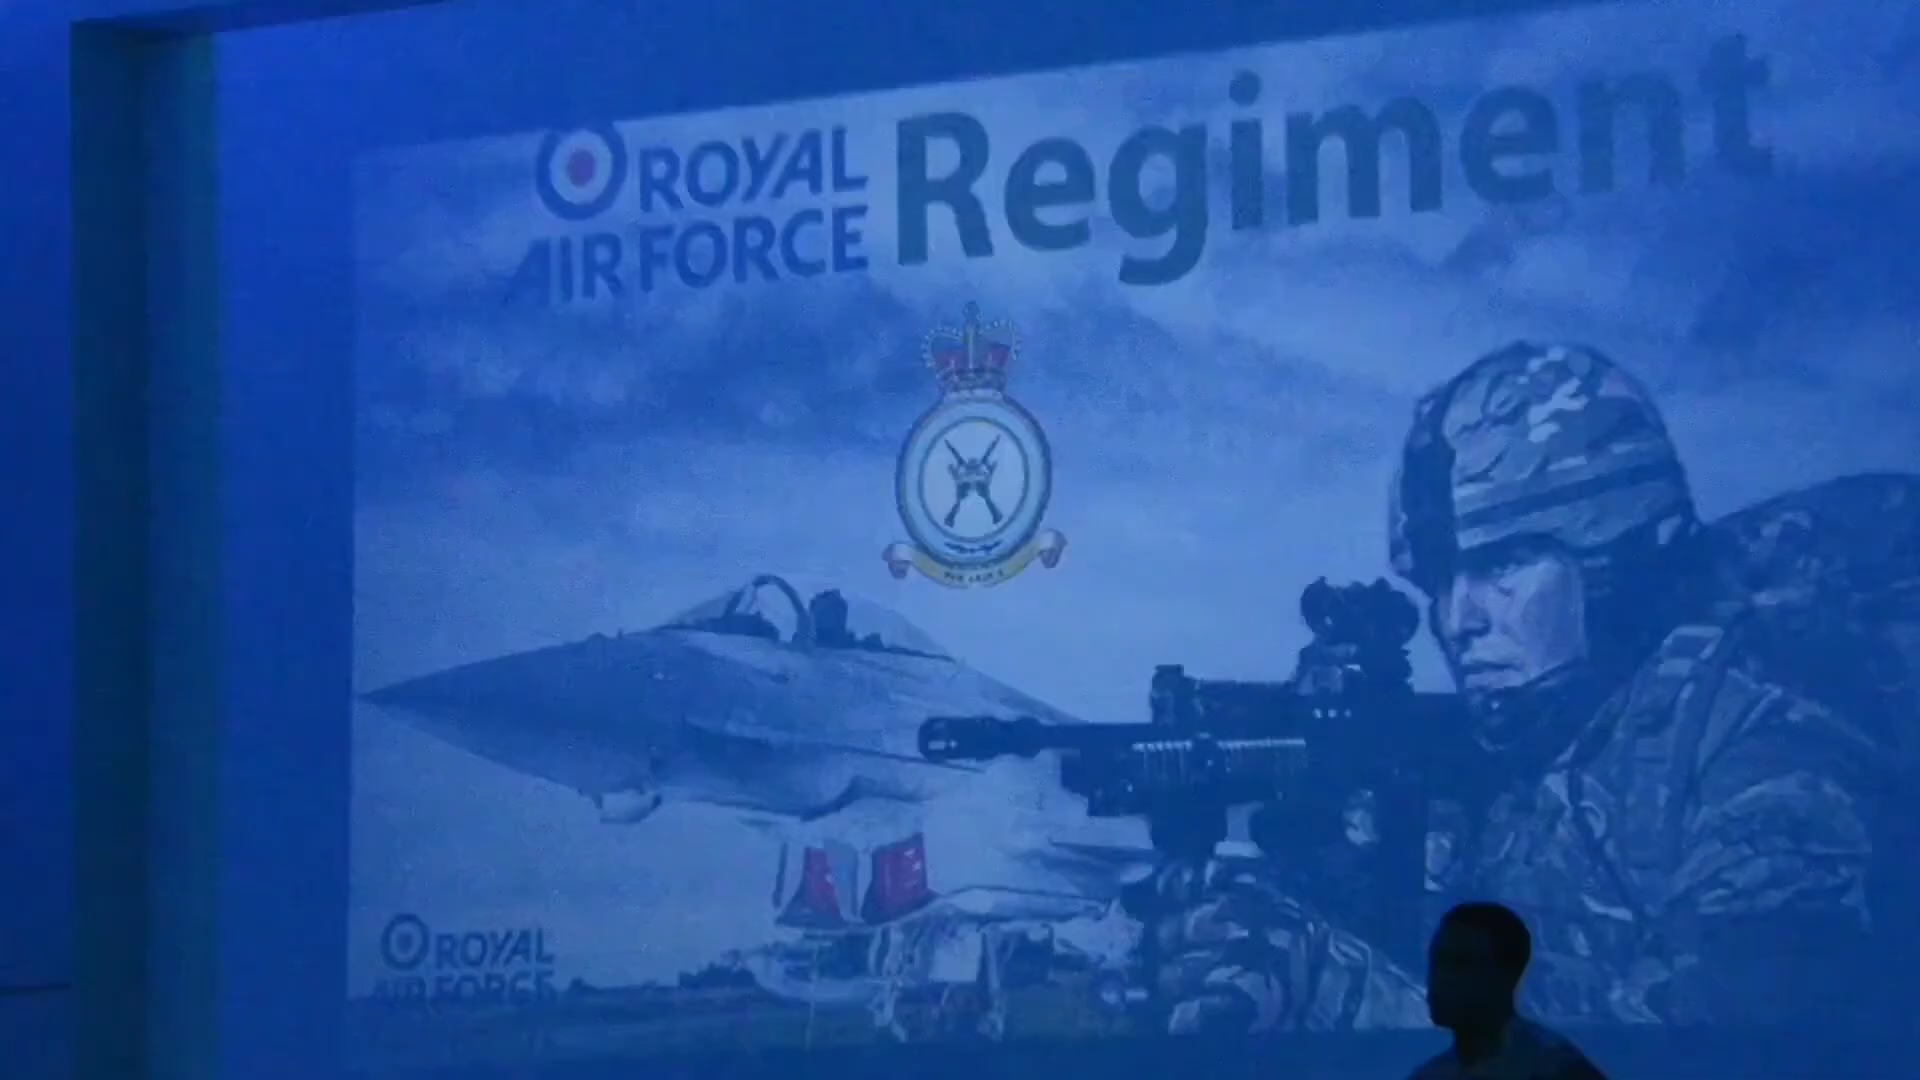 ROYAL
AIR FORCE
Regiment
ROYAL
AIR FORCE